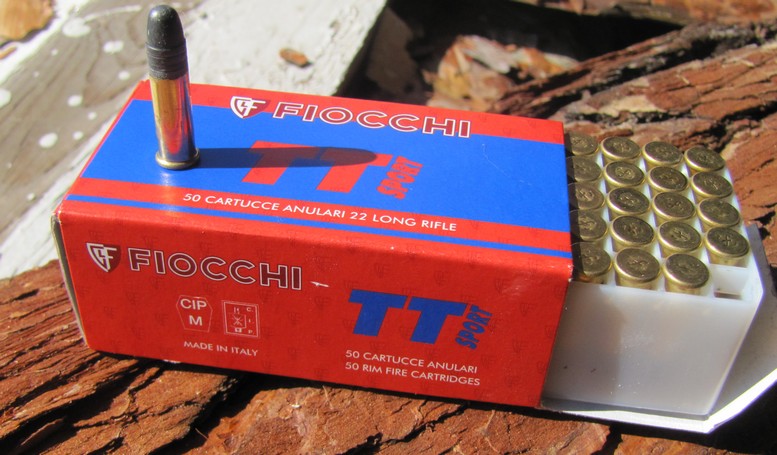 FIOCCHI
TT SPORT
50 CARTUCCE ANULARI 22 LONG RIFLE
FIOCCHI
CIP
M
MADE IN ITALY
TT SPORT
50 CARTUCCE ANULARI
50 RIM FIRE CARTRIDGES